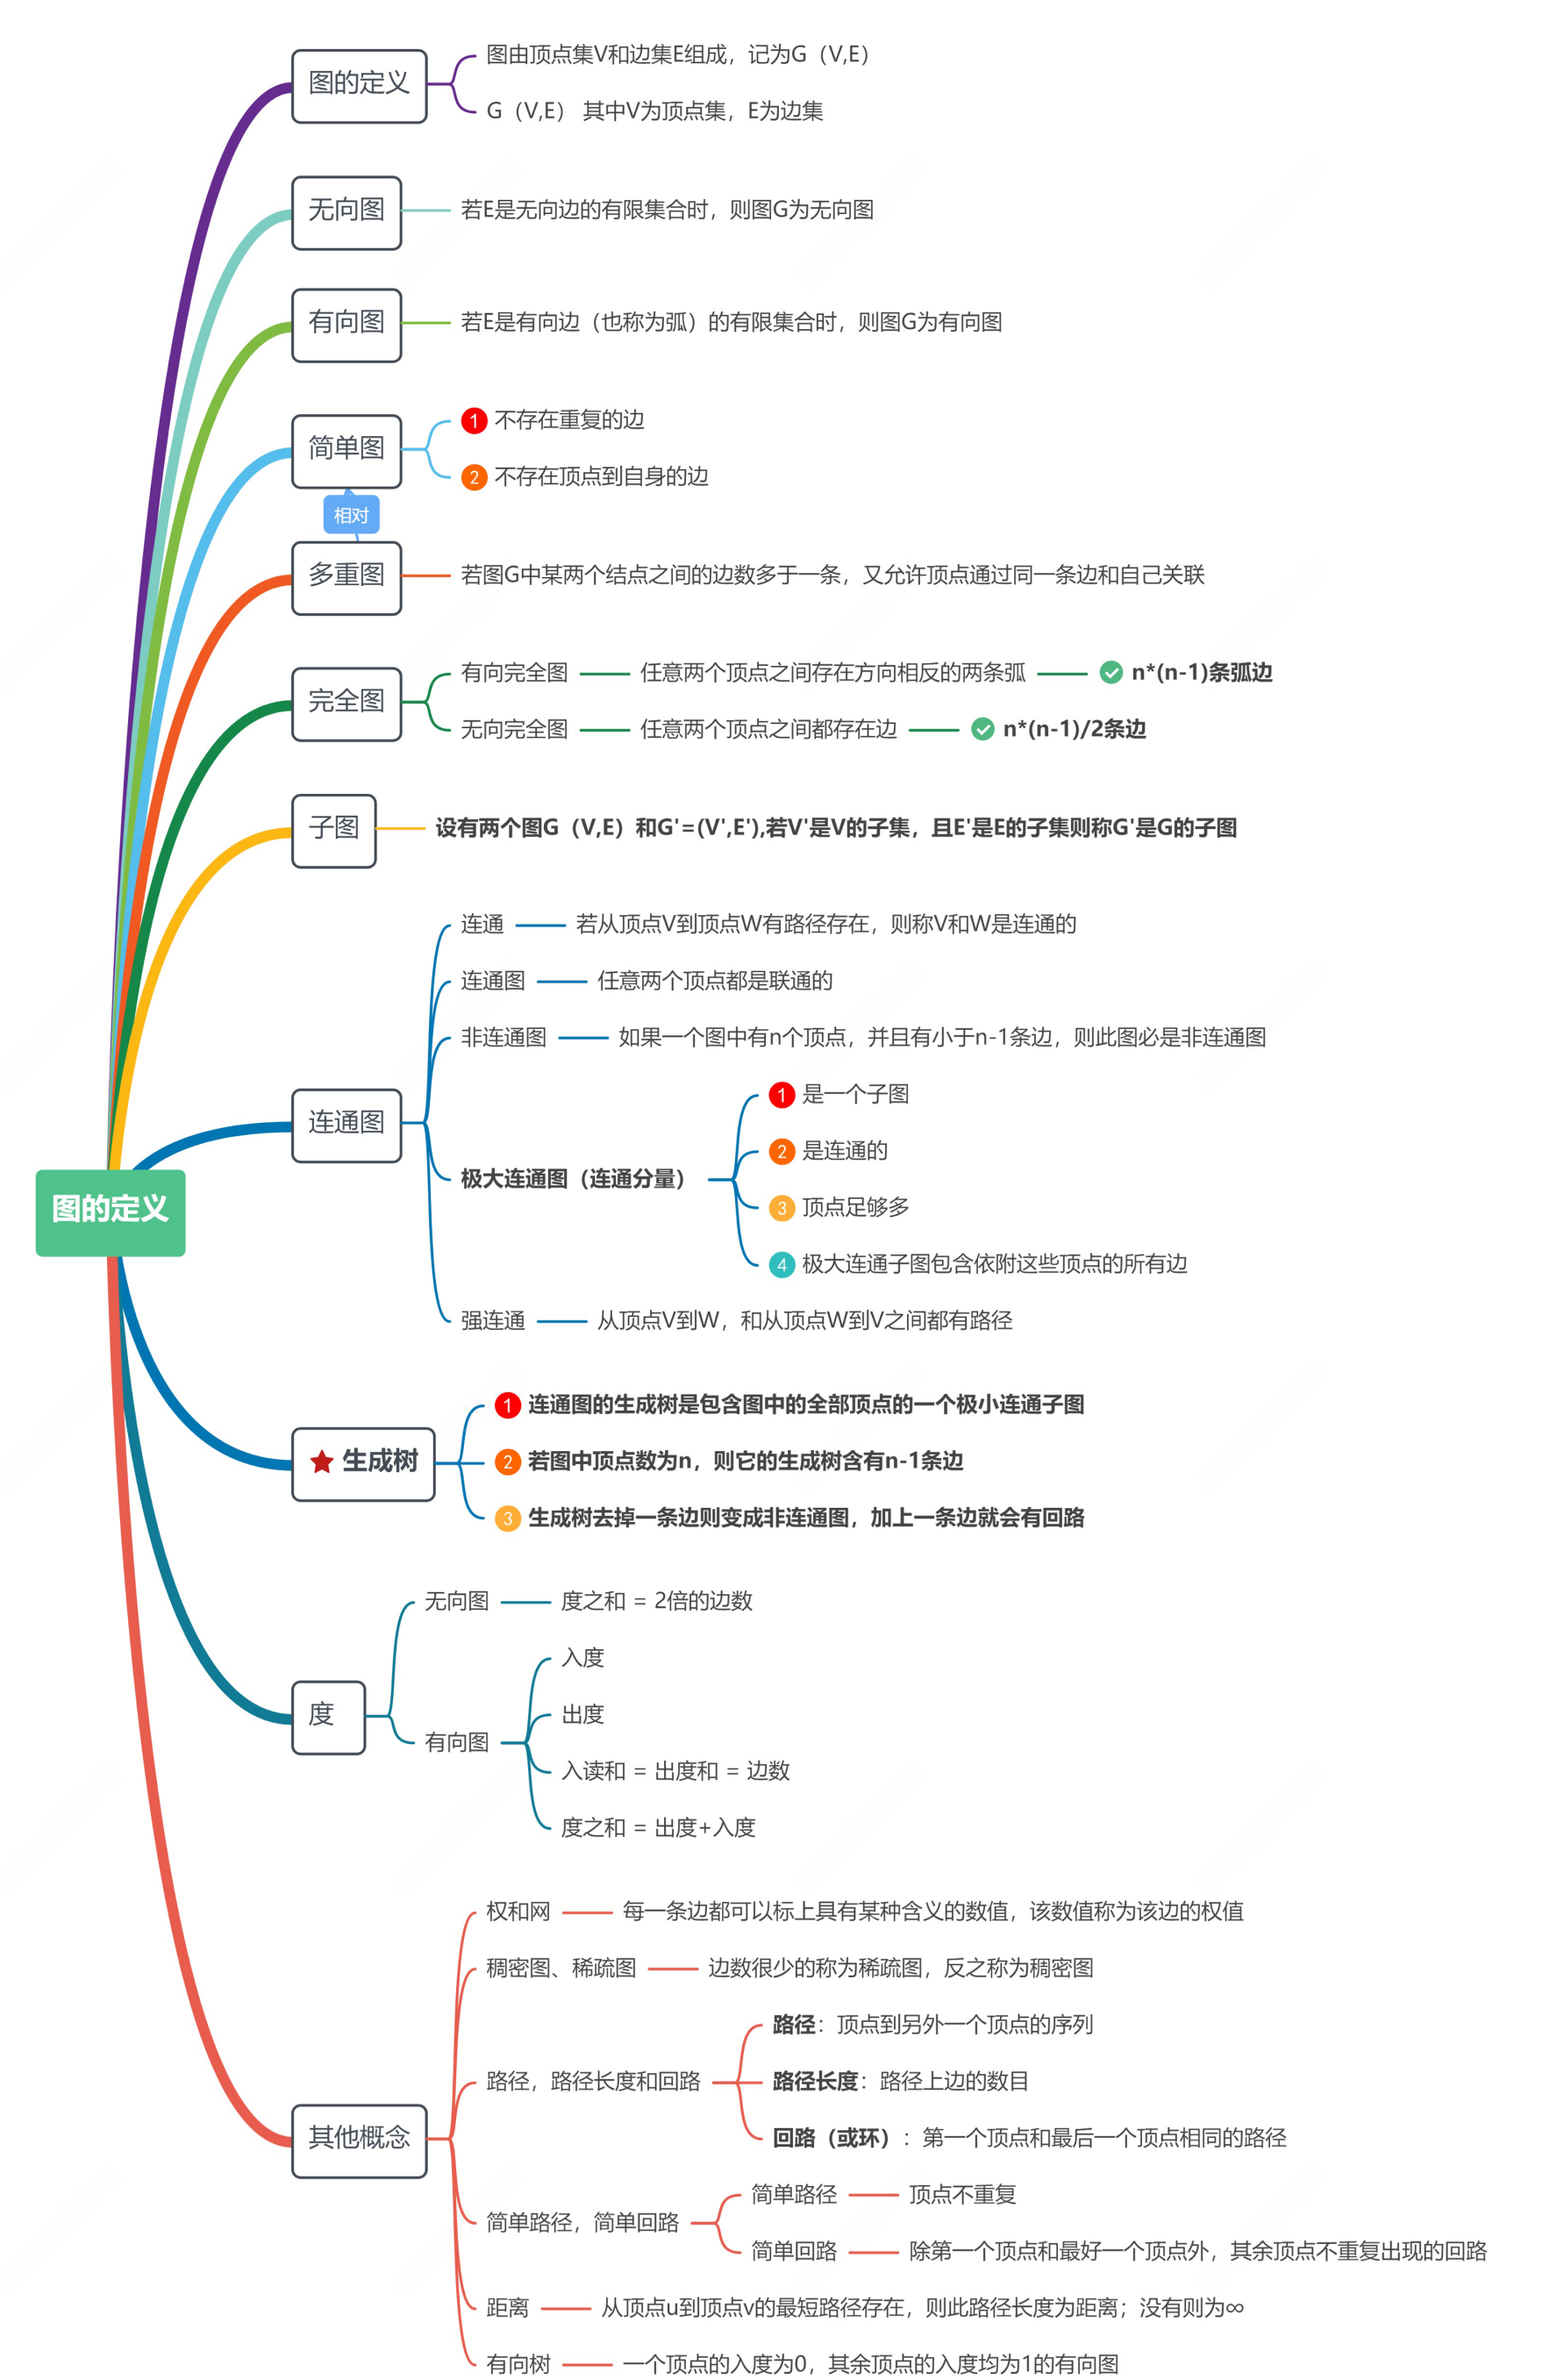 图的定义
图的定义
图由顶点集V和边集E组成，记为G（V,E）
G（V,E） 其中V为顶点集，E为边集
无向图
若E是无向边的有限集合时，则图G为无向图
有向图
若E是有向边（也称为弧）的有限集合时，则图G为有向图
简单图
1 不存在重复的边
2 不存在顶点到自身的边
相对
多重图
若图G中某两个结点之间的边数多于一条，又允许顶点通过同一条边和自己关联
完全图
有向完全图
任意两个顶点之间存在方向相反的两条弧
n*(n-1)条弧边
无向完全图
任意两个顶点之间都存在边
n*(n-1)/2条边
子图
设有两个图G（V,E）和G'=(V',E'),若V'是V的子集，且E'是E的子集则称G'是G的子图
连通图
连通
若从顶点V到顶点W有路径存在，则称V和W是连通的
连通图
任意两个顶点都是联通的
非连通图
如果一个图中有n个顶点，并且有小于n-1条边，则此图必是非连通图
极大连通图（连通分量）
1 是一个子图
2 是连通的
3 顶点足够多
4 极大连通子图包含依附这些顶点的所有边
强连通
从顶点V到W，和从顶点W到V之间都有路径
生成树
1 连通图的生成树是包含图中的全部顶点的一个极小连通子图
2 若图中顶点数为n，则它的生成树含有n-1条边
3 生成树去掉一条边则变成非连通图，加上一条边就会有回路
度
无向图
度之和 = 2倍的边数
有向图
入度
出度
入读和 = 出度和 = 边数
度之和 = 出度+入度
其他概念
权和网
每一条边都可以标上具有某种含义的数值，该数值称为该边的权值
稠密图、稀疏图
边数很少的称为稀疏图，反之称为稠密图
路径，路径长度和回路
路径：顶点到另外一个顶点的序列
路径长度：路径上边的数目
回路（或环）：第一个顶点和最后一个顶点相同的路径
简单路径，简单回路
简单路径
顶点不重复
简单回路
除第一个顶点和最好一个顶点外，其余顶点不重复出现的回路
距离
从顶点u到顶点v的最短路径存在，则此路径长度为距离；没有则为∞
有向树
一个顶点的入度为0，其余顶点的入度均为1的有向图